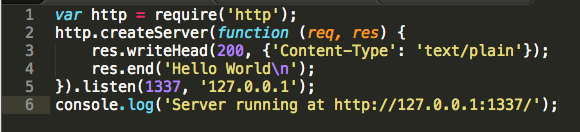 1 var http = require('http');
2 http.createServer(function (req, res) {
3     res.writeHead(200, {'Content-Type': 'text/plain'});
4     res.end('Hello World\n');
5 }).listen(1337, '127.0.0.1');
6 console.log('Server running at http://127.0.0.1:1337/');